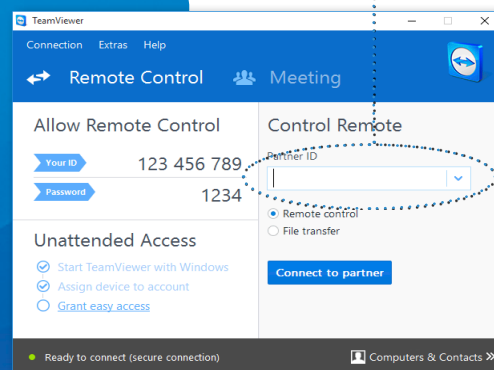 TeamViewer
Connection Extras Help
Remote Control Meeting
Allow Remote Control
Your ID 123 456 789
Password 1234
Unattended Access
Start TeamViewer with Windows
Assign device to account
Grant easy access
Control Remote
Partner ID
Remote control
File transfer
Connect to partner
Ready to connect (secure connection)
Computers & Contacts